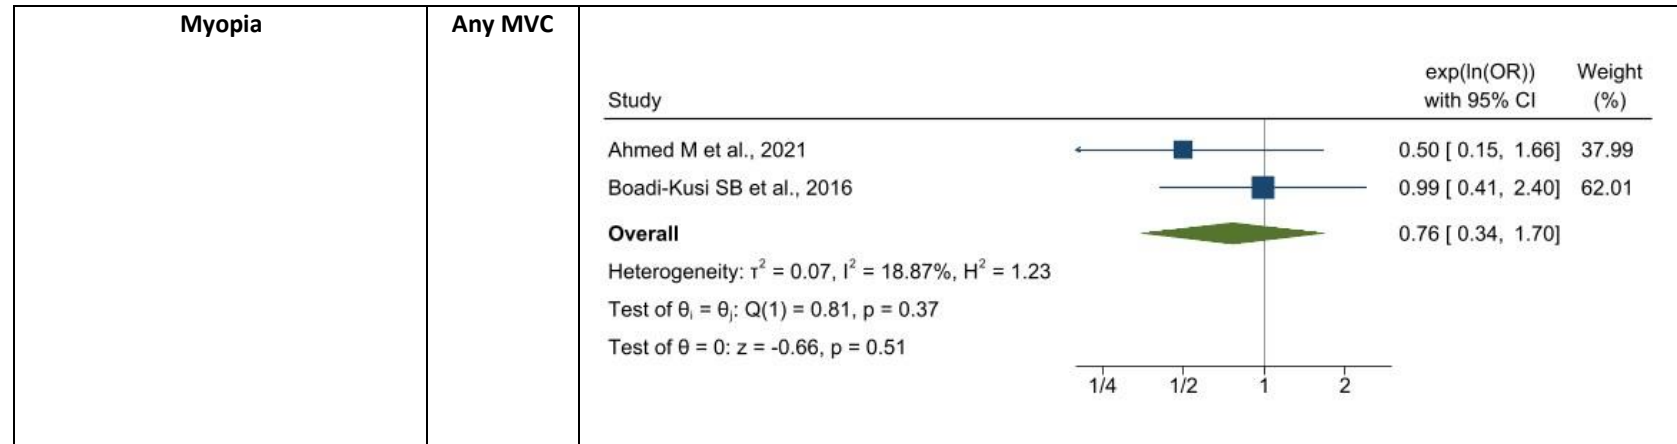 Myopia
Any MVC
exp(ln(OR)) Weight
Study with 95% CI (%)
Ahmed M et al., 2021 0.50 [ 0.15, 1.66] 37.99
Boadi-Kusi SB et al., 2016 0.99 [ 0.41, 2.40] 62.01
Overall 0.76 [ 0.34, 1.70]
Heterogeneity: τ² = 0.07, I² = 18.87%, H² = 1.23
Test of θᵢ = θⱼ: Q(1) = 0.81, p = 0.37
Test of θ = 0: z = -0.66, p = 0.51
1/4 1/2 1 2